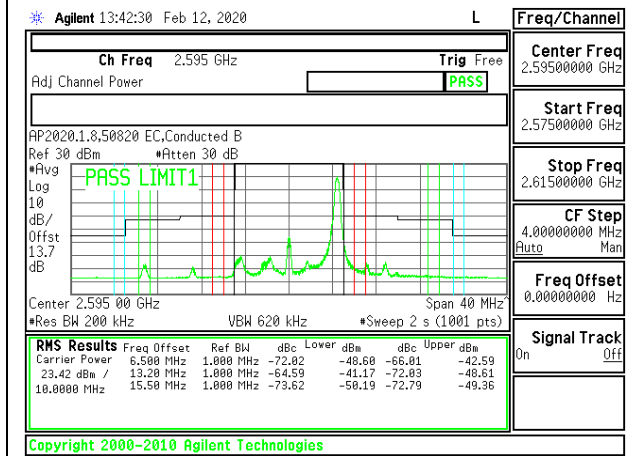 Agilent 13:42:30 Feb 12, 2020 L
Ch Freq 2.595 GHz Trig Free
Adj Channel Power PASS
AP2020.1.8,50820 EC,Conducted B
Ref 30 dBm #Atten 30 dB
#Avg
Log
10
dB/
Offst
13.7
dB
PASS LIMIT1
Center 2.595 00 GHz Span 40 MHz
#Res BW 200 kHz VBW 620 kHz #Sweep 2 s (1001 pts)
RMS Results Freq Offset Ref BW dBc Lower dBm dBc Upper dBm
Carrier Power 6.500 MHz 1.000 MHz -72.02 -48.60 -66.01 -42.59
23.42 dBm / 13.20 MHz 1.000 MHz -64.59 -41.17 -72.03 -48.61
10.0000 MHz 15.50 MHz 1.000 MHz -73.62 -50.19 -72.79 -49.36
Copyright 2000-2010 Agilent Technologies
Freq/Channel
Center Freq
2.59500000 GHz
Start Freq
2.57500000 GHz
Stop Freq
2.61500000 GHz
CF Step
4.00000000 MHz
Auto Man
Freq Offset
0.00000000 Hz
Signal Track
On Off